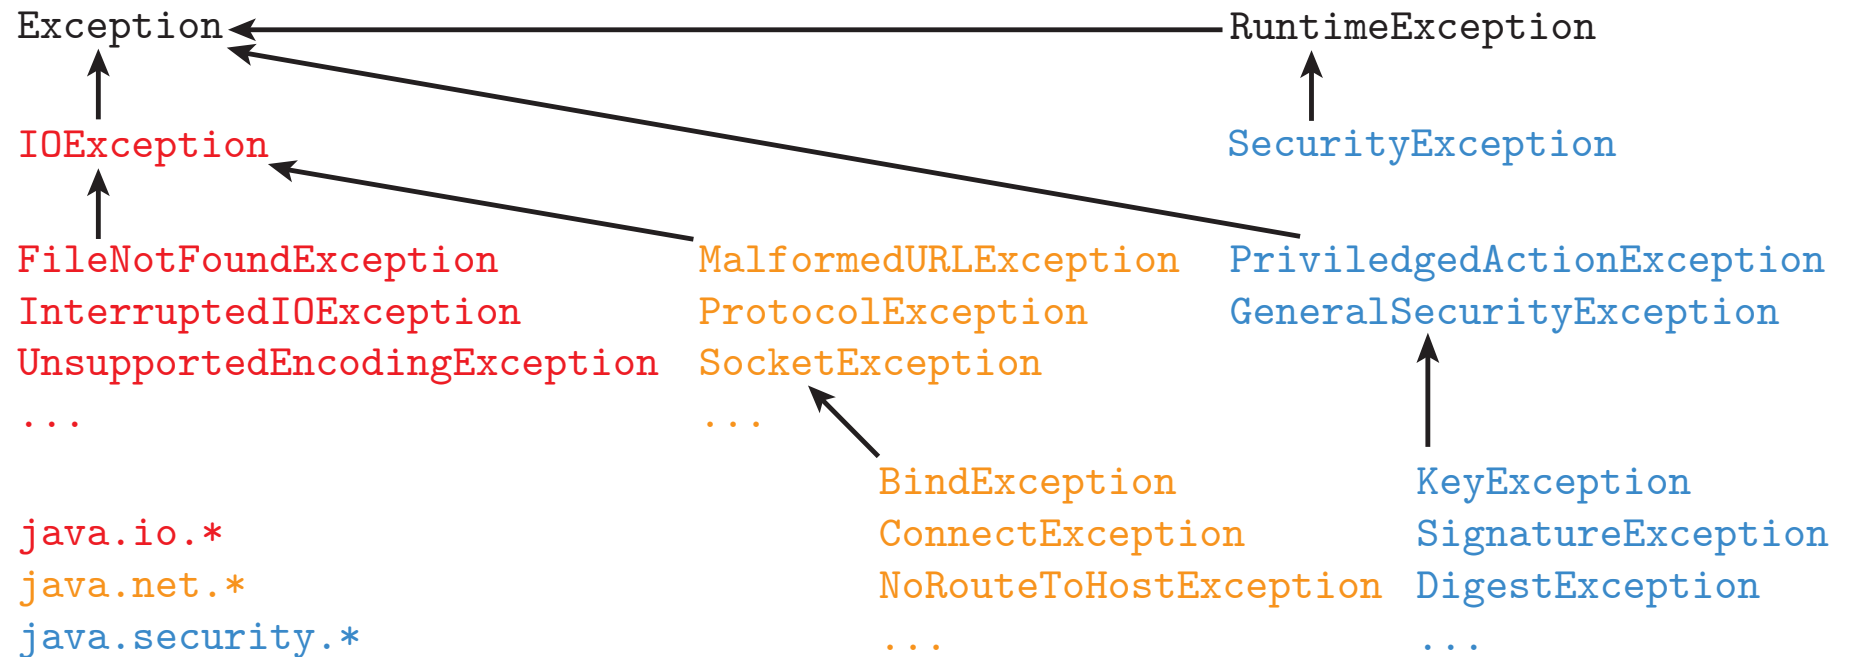 Exception RuntimeException
IOException SecurityException
FileNotFoundException MalformedURLException PriviledgedActionException
InterruptedIOException ProtocolException GeneralSecurityException
UnsupportedEncodingException SocketException
... ...
BindException KeyException
java.io.* ConnectException SignatureException
java.net.* NoRouteToHostException DigestException
java.security.* ... ...